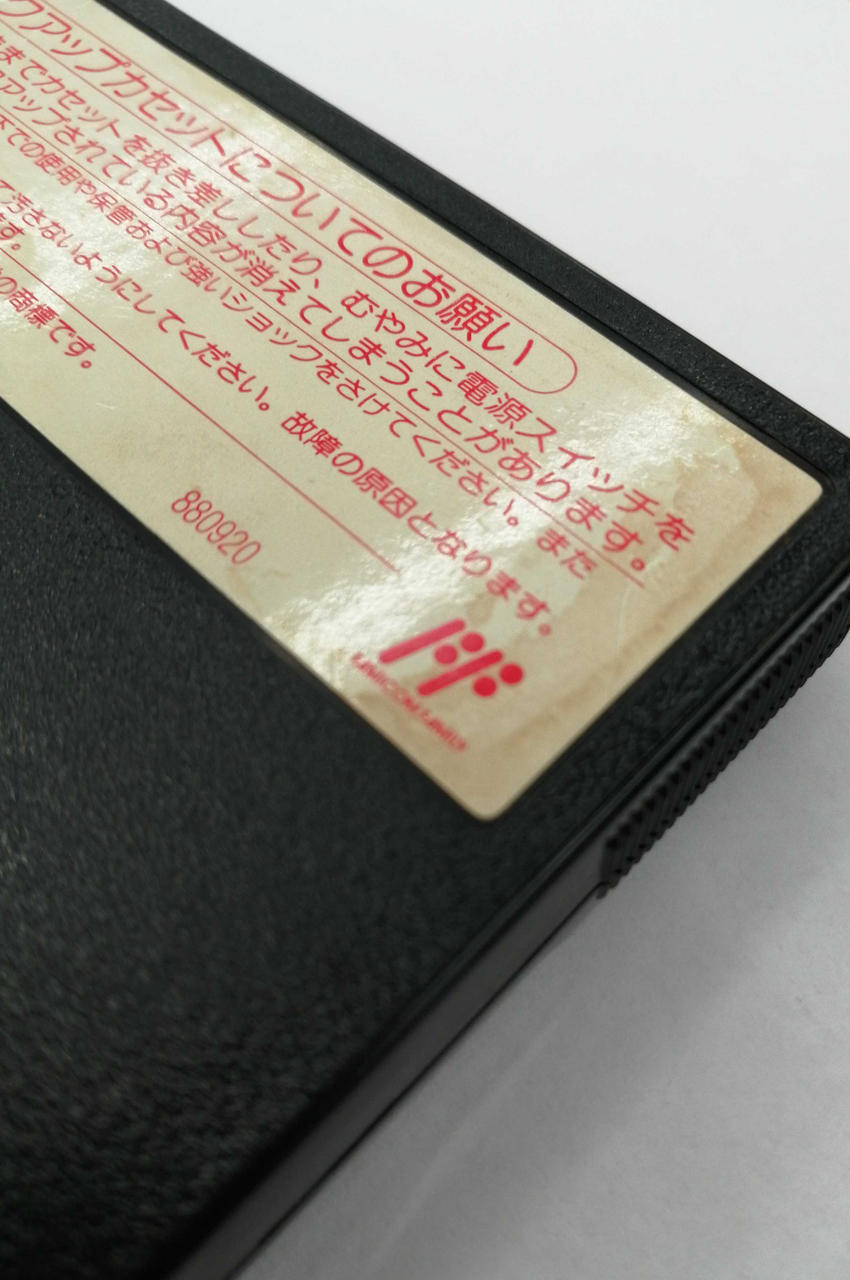 クアップカセットについてのお願い
までカセットを抜き差ししたり、むやみに電源スイッチを
アップされている内容が消えてしまうことがあります。
下での使用や保管および強いショックをさけてください。また
て汚さないようにしてください。故障の原因となります。
ます。
の商標です。
880920
FAMICOM FAMILY